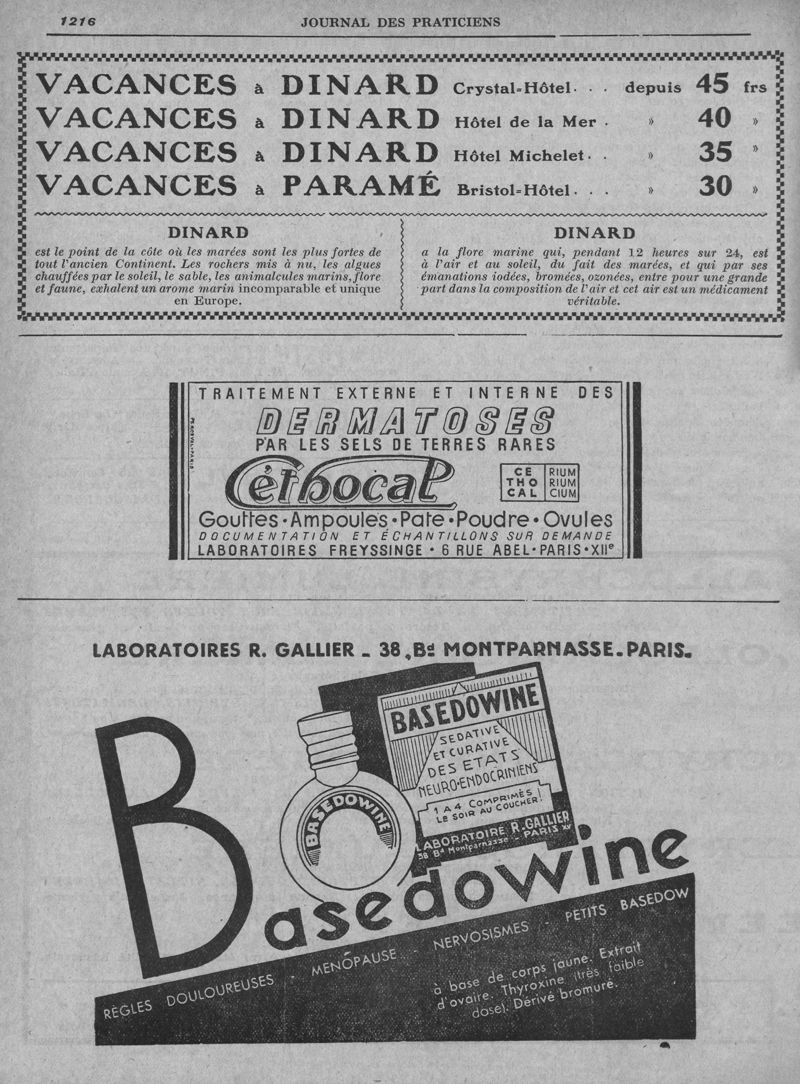 1216
JOURNAL DES PRATICIENS
VACANCES à DINARD Crystal-Hôtel . . . depuis 45 frs
VACANCES à DINARD Hôtel de la Mer . » 40 »
VACANCES à DINARD Hôtel Michelet . . » 35 »
VACANCES à PARAMÉ Bristol-Hôtel . . . » 30 »
DINARD
est le point de la côte où les marées sont les plus fortes de
tout l'ancien Continent. Les rochers mis à nu, les algues
chauffées par le soleil, le sable, les animalcules marins, flore
et faune, exhalent un arome marin incomparable et unique
en Europe.
DINARD
a la flore marine qui, pendant 12 heures sur 24, est
à l'air et au soleil, du fait des marées, et qui par ses
émanations iodées, bromées, ozonées, entre pour une grande
part dans la composition de l'air et cet air est un médicament
véritable.
TRAITEMENT EXTERNE ET INTERNE DES
DERMATOSES
PAR LES SELS DE TERRES RARES
Céthocal
CE RIUM
THO RIUM
CAL CIUM
Gouttes • Ampoules • Pate • Poudre • Ovules
DOCUMENTATION ET ÉCHANTILLONS SUR DEMANDE
LABORATOIRES FREYSSINGE • 6 RUE ABEL • PARIS • XIIe
LABORATOIRES R. GALLIER - 38, Bd MONTPARNASSE - PARIS.
BASEDOWINE
SEDATIVE
ET CURATIVE
DES ETATS
NEURO-ENDOCRINIENS
1 A 4 COMPRIMÉS
LE SOIR AU COUCHER!
LABORATOIRE R. GALLIER
38 Bd Montparnasse - PARIS XV
BASEDOWINE
Basedowine
RÈGLES DOULOUREUSES - MENOPAUSE - NERVOSISMES - PETITS BASEDOW
à base de corps jaune. Extrait
d'ovaire. Thyroxine (très faible
dose). Dérivé bromuré.